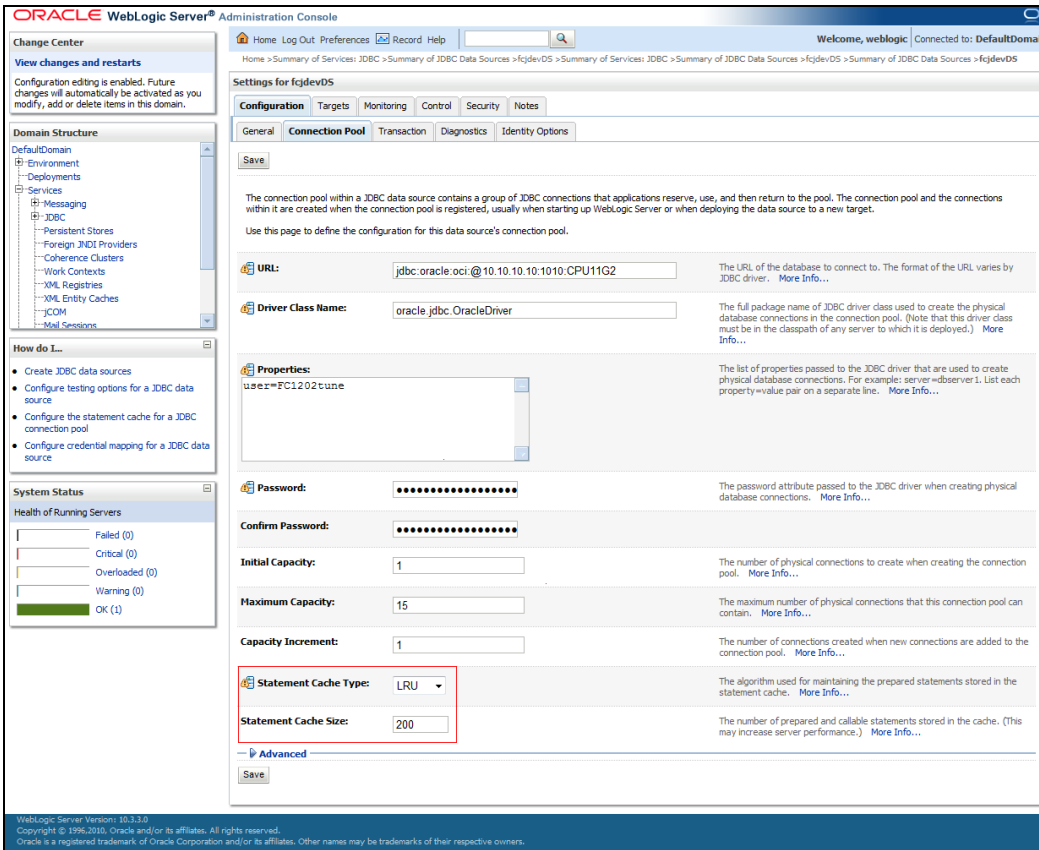 ORACLE WebLogic Server® Administration Console
Change Center
View changes and restarts
Configuration editing is enabled. Future
changes will automatically be activated as you
modify, add or delete items in this domain.
Domain Structure
DefaultDomain
Environment
Deployments
Services
Messaging
JDBC
Persistent Stores
Foreign JNDI Providers
Coherence Clusters
Work Contexts
XML Registries
XML Entity Caches
jCOM
Mail Sessions
How do I...
Create JDBC data sources
Configure testing options for a JDBC data
source
Configure the statement cache for a JDBC
connection pool
Configure credential mapping for a JDBC data
source
System Status
Health of Running Servers
Failed (0)
Critical (0)
Overloaded (0)
Warning (0)
OK (1)
Home Log Out Preferences Record Help
Welcome, weblogic Connected to: DefaultDomai
Home >Summary of Services: JDBC >Summary of JDBC Data Sources >fcjdevDS >Summary of Services: JDBC >Summary of JDBC Data Sources >fcjdevDS >Summary of JDBC Data Sources >fcjdevDS
Settings for fcjdevDS
Configuration Targets Monitoring Control Security Notes
General Connection Pool Transaction Diagnostics Identity Options
Save
The connection pool within a JDBC data source contains a group of JDBC connections that applications reserve, use, and then return to the pool. The connection pool and the connections
within it are created when the connection pool is registered, usually when starting up WebLogic Server or when deploying the data source to a new target.
Use this page to define the configuration for this data source's connection pool.
URL:
jdbc:oracle:oci:@10.10.10.10:1010:CPU11G2
The URL of the database to connect to. The format of the URL varies by
JDBC driver. More Info...
Driver Class Name:
oracle.jdbc.OracleDriver
The full package name of JDBC driver class used to create the physical
database connections in the connection pool. (Note that this driver class
must be in the classpath of any server to which it is deployed.) More
Info...
Properties:
user=FC1202tune
The list of properties passed to the JDBC driver that are used to create
physical database connections. For example: server=dbserver1. List each
property=value pair on a separate line. More Info...
Password:
●●●●●●●●●●●●●●●●●●
The password attribute passed to the JDBC driver when creating physical
database connections. More Info...
Confirm Password:
●●●●●●●●●●●●●●●●●●
Initial Capacity:
1
The number of physical connections to create when creating the connection
pool. More Info...
Maximum Capacity:
15
The maximum number of physical connections that this connection pool can
contain. More Info...
Capacity Increment:
1
The number of connections created when new connections are added to the
connection pool. More Info...
Statement Cache Type:
LRU
The algorithm used for maintaining the prepared statements stored in the
statement cache. More Info...
Statement Cache Size:
200
The number of prepared and callable statements stored in the cache. (This
may increase server performance.) More Info...
Advanced
Save
WebLogic Server Version: 10.3.3.0
Copyright © 1996,2010, Oracle and/or its affiliates. All rights reserved.
Oracle is a registered trademark of Oracle Corporation and/or its affiliates. Other names may be trademarks of their respective owners.